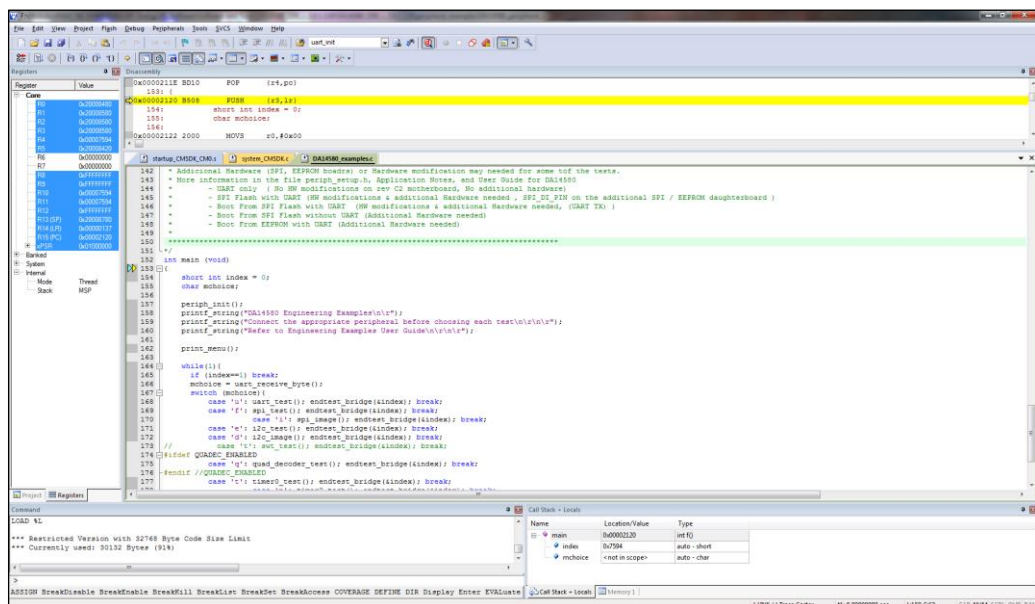 File Edit View Project Flash Debug Peripherals Tools SVCS Window Help
uart_init
Registers
Register Value
Core
R0 0x20000480
R1 0x20000500
R2 0x20000500
R3 0x20000500
R4 0x00007594
R5 0x20000420
R6 0x00000000
R7 0x00000000
R8 0xFFFFFFFF
R9 0xFFFFFFFF
R10 0x00007594
R11 0x00007594
R12 0xFFFFFFFF
R13 (SP) 0x20000700
R14 (LR) 0x00000137
R15 (PC) 0x00002120
xPSR 0x01000000
Banked
System
Internal
Mode Thread
Stack MSP
Project Registers
Disassembly
0x0000211E BD10 POP {r4,pc}
153: {
0x00002120 B508 PUSH {r3,lr}
154: short int index = 0;
155: char mchoice;
156:
0x00002122 2000 MOVS r0,#0x00
startup_CMSDK_CM0.s system_CMSDK.c DA14580_examples.c
142 * Addicional Hardware (SPI, EEPROM boadrs) or Hardware modification may needed for some tof the tests.
143 * More information in the file periph_setup.h, Application Notes, and User Guide for DA14580
144 * - UART only ( No HW modifications on rev C2 motherboard, No additional hardware)
145 * - SPI Flash with UART (HW modifications & additional Hardware needed , SPI_DI_PIN on the additional SPI / EEPROM daughterboard )
146 * - Boot From SPI Flash with UART (HW modifications & additional Hardware needed, (UART TX) )
147 * - Boot From SPI Flash without UART (Additional Hardware needed)
148 * - Boot From EEPROM with UART (Additional Hardware needed)
149 *
150
151 */
152 int main (void)
153 {
154 short int index = 0;
155 char mchoice;
156
157 periph_init();
158 printf_string("DA14580 Engineering Examples\n\r");
159 printf_string("Connect the appropriate peripheral before choosing each test\n\r\n\r");
160 printf_string("Refer to Engineering Examples User Guide\n\r\n\r");
161
162 print_menu();
163
164 while(1){
165 if (index==1) break;
166 mchoice = uart_receive_byte();
167 switch (mchoice){
168 case 'u': uart_test(); endtest_bridge(&index); break;
169 case 'f': spi_test(); endtest_bridge(&index); break;
170 case 'i': spi_image(); endtest_bridge(&index); break;
171 case 'e': i2c_test(); endtest_bridge(&index); break;
172 case 'd': i2c_image(); endtest_bridge(&index); break;
173 // case 't': swt_test(); endtest_bridge(&index); break;
174 #ifdef QUADEC_ENABLED
175 case 'q': quad_decoder_test(); endtest_bridge(&index); break;
176 #endif //QUADEC_ENABLED
177 case 't': timer0_test(); endtest_bridge(&index); break;
Command
LOAD %L
*** Restricted Version with 32768 Byte Code Size Limit
*** Currently used: 30132 Bytes (91%)
>
ASSIGN BreakDisable BreakEnable BreakKill BreakList BreakSet BreakAccess COVERAGE DEFINE DIR Display Enter EVALuate
Call Stack + Locals
Name Location/Value Type
main 0x00002120 int f()
index 0x7594 auto - short
mchoice <not in scope> auto - char
Call Stack + Locals Memory 1